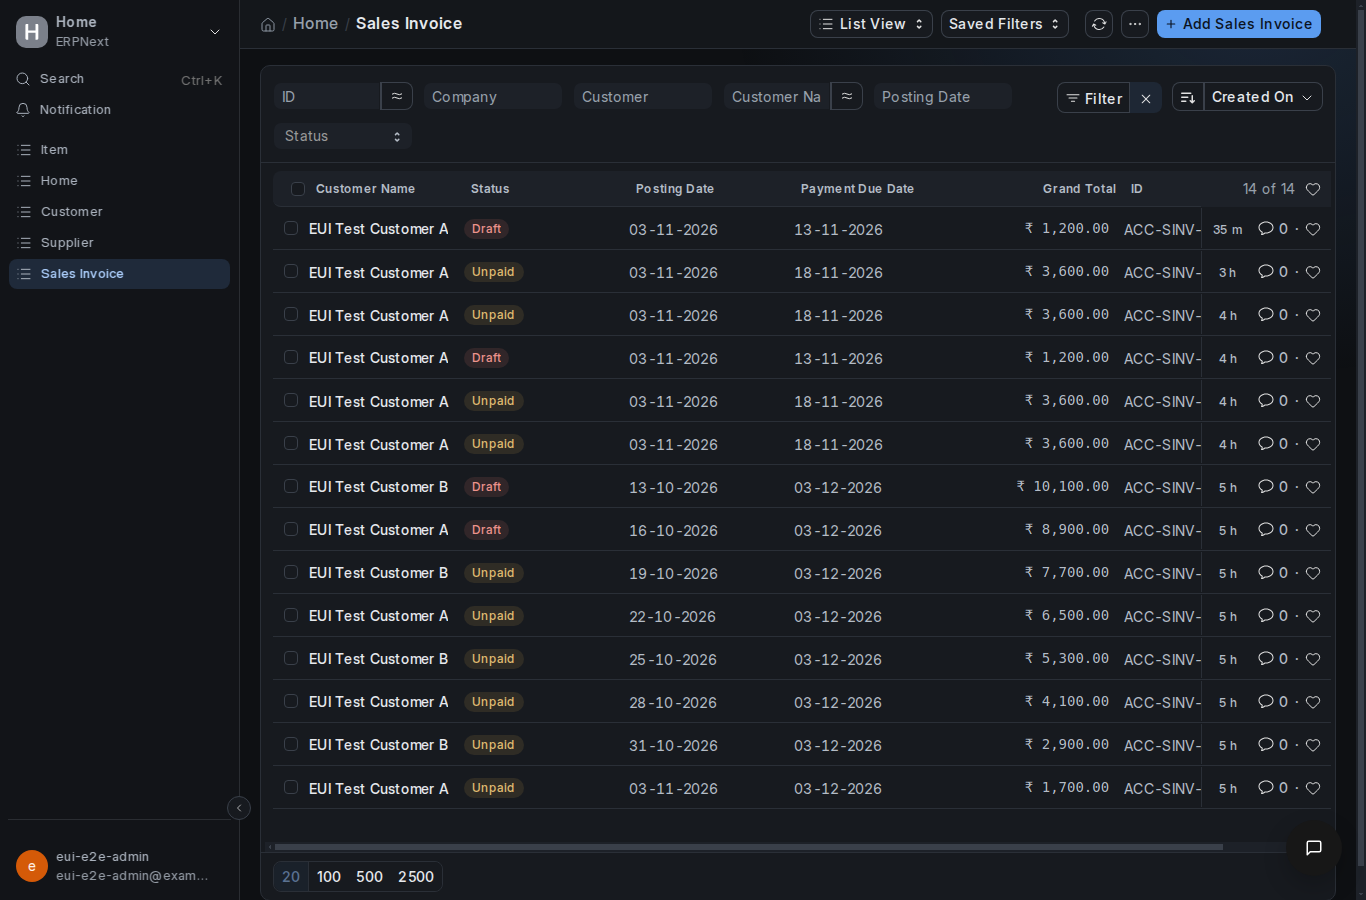 H Home
ERPNext
Search Ctrl+K
Notification
Item
Home
Customer
Supplier
Sales Invoice
e eui-e2e-admin
eui-e2e-admin@exam...
/ Home / Sales Invoice
List View Saved Filters ··· + Add Sales Invoice
ID ≈ Company Customer Customer Na ≈ Posting Date Filter × Created On
Status
Customer Name Status Posting Date Payment Due Date Grand Total ID 14 of 14
EUI Test Customer A Draft 03-11-2026 13-11-2026 ₹ 1,200.00 ACC-SINV- 35 m 0 ·
EUI Test Customer A Unpaid 03-11-2026 18-11-2026 ₹ 3,600.00 ACC-SINV- 3 h 0 ·
EUI Test Customer A Unpaid 03-11-2026 18-11-2026 ₹ 3,600.00 ACC-SINV- 4 h 0 ·
EUI Test Customer A Draft 03-11-2026 13-11-2026 ₹ 1,200.00 ACC-SINV- 4 h 0 ·
EUI Test Customer A Unpaid 03-11-2026 18-11-2026 ₹ 3,600.00 ACC-SINV- 4 h 0 ·
EUI Test Customer A Unpaid 03-11-2026 18-11-2026 ₹ 3,600.00 ACC-SINV- 4 h 0 ·
EUI Test Customer B Draft 13-10-2026 03-12-2026 ₹ 10,100.00 ACC-SINV- 5 h 0 ·
EUI Test Customer A Draft 16-10-2026 03-12-2026 ₹ 8,900.00 ACC-SINV- 5 h 0 ·
EUI Test Customer B Unpaid 19-10-2026 03-12-2026 ₹ 7,700.00 ACC-SINV- 5 h 0 ·
EUI Test Customer A Unpaid 22-10-2026 03-12-2026 ₹ 6,500.00 ACC-SINV- 5 h 0 ·
EUI Test Customer B Unpaid 25-10-2026 03-12-2026 ₹ 5,300.00 ACC-SINV- 5 h 0 ·
EUI Test Customer A Unpaid 28-10-2026 03-12-2026 ₹ 4,100.00 ACC-SINV- 5 h 0 ·
EUI Test Customer B Unpaid 31-10-2026 03-12-2026 ₹ 2,900.00 ACC-SINV- 5 h 0 ·
EUI Test Customer A Unpaid 03-11-2026 03-12-2026 ₹ 1,700.00 ACC-SINV- 5 h 0 ·
20 100 500 2500